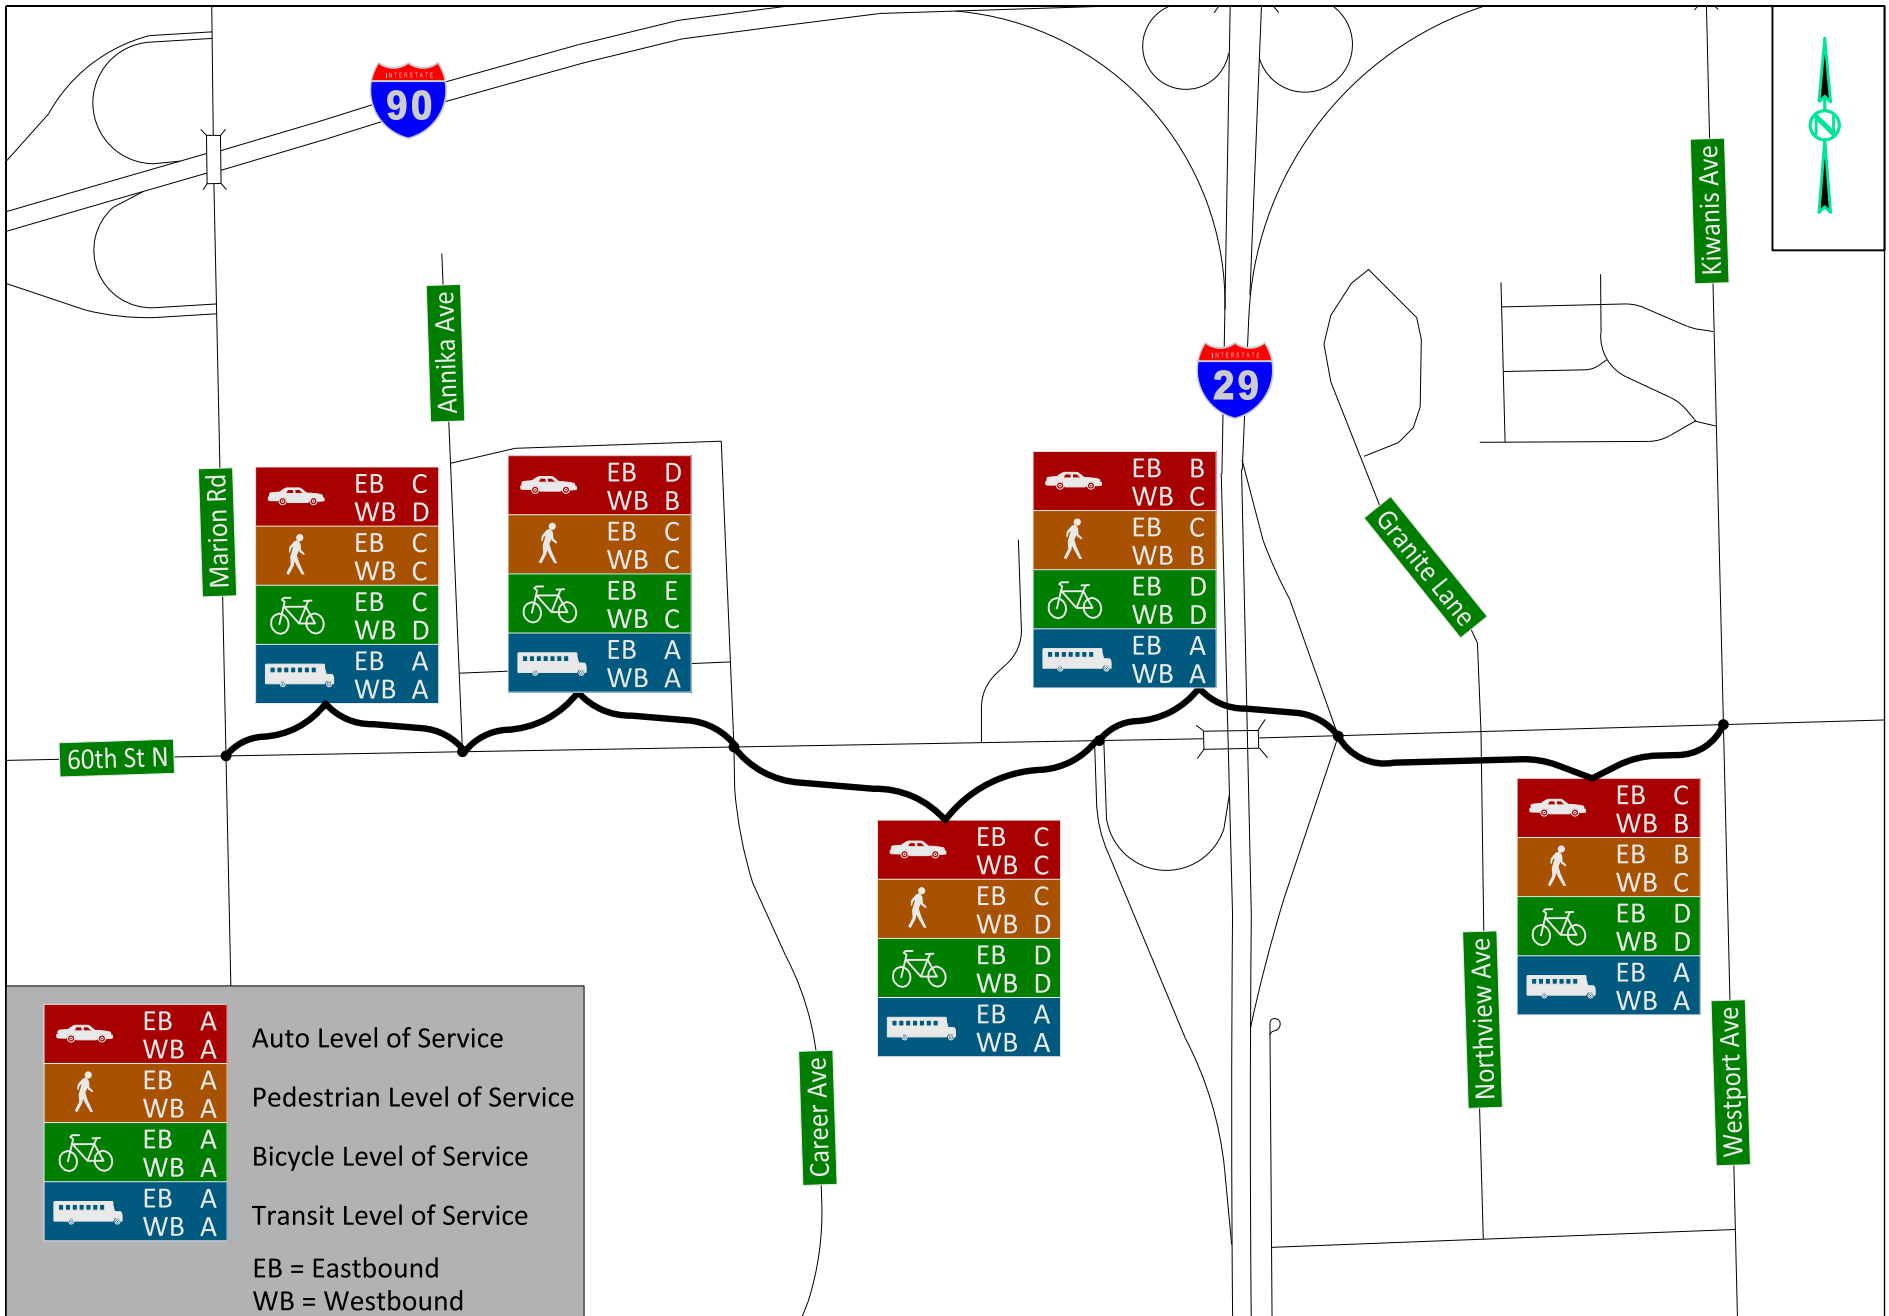 INTERSTATE
90
Kiwanis Ave
N
Annika Ave
INTERSTATE
29
Marion Rd
EB C
WB D
EB C
WB C
EB C
WB D
EB A
WB A
EB D
WB B
EB C
WB C
EB E
WB C
EB A
WB A
EB B
WB C
EB C
WB B
EB D
WB D
EB A
WB A
Granite Lane
60th St N
EB C
WB C
EB C
WB D
EB D
WB D
EB A
WB A
EB C
WB B
EB B
WB C
EB D
WB D
EB A
WB A
Northview Ave
Westport Ave
Career Ave
EB A
WB A
Auto Level of Service
EB A
WB A
Pedestrian Level of Service
EB A
WB A
Bicycle Level of Service
EB A
WB A
Transit Level of Service
EB = Eastbound
WB = Westbound